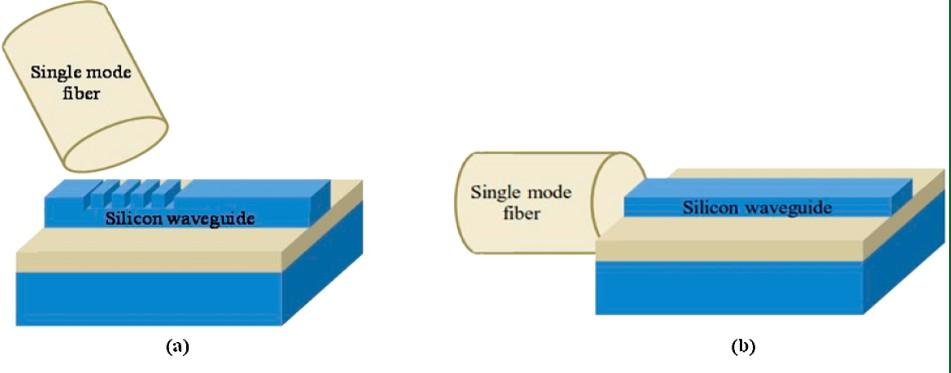 Single mode
fiber
Silicon waveguide
(a)
Single mode
fiber
Silicon waveguide
(b)